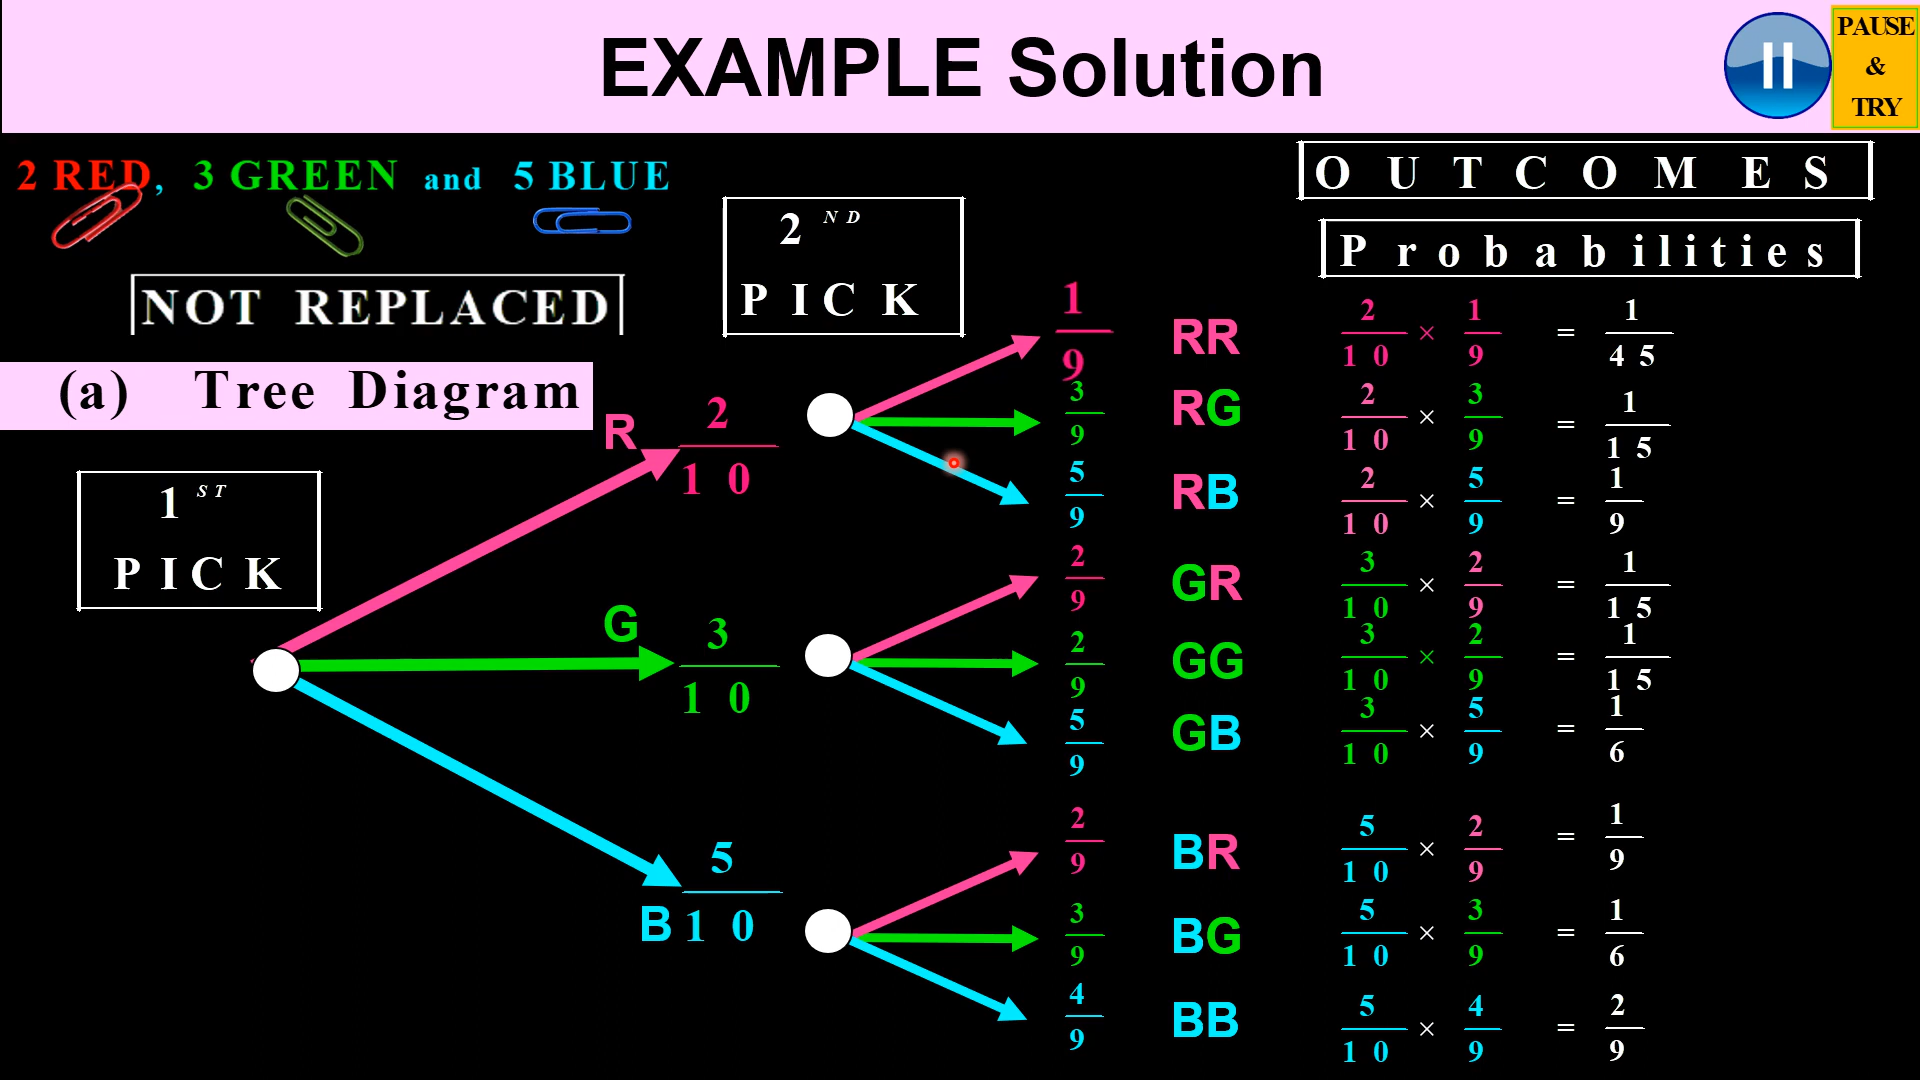 EXAMPLE Solution
PAUSE
&
TRY
2 RED, 3 GREEN and 5 BLUE
NOT REPLACED
(a) Tree Diagram
1 ST
PICK
2 ND
PICK
OUTCOMES
Probabilities
R 2/10
G 3/10
B 5/10
1/9 RR 2/10 × 1/9 = 1/45
3/9 RG 2/10 × 3/9 = 1/15
5/9 RB 2/10 × 5/9 = 1/9
2/9 GR 3/10 × 2/9 = 1/15
2/9 GG 3/10 × 2/9 = 1/15
5/9 GB 3/10 × 5/9 = 1/6
2/9 BR 5/10 × 2/9 = 1/9
3/9 BG 5/10 × 3/9 = 1/6
4/9 BB 5/10 × 4/9 = 2/9